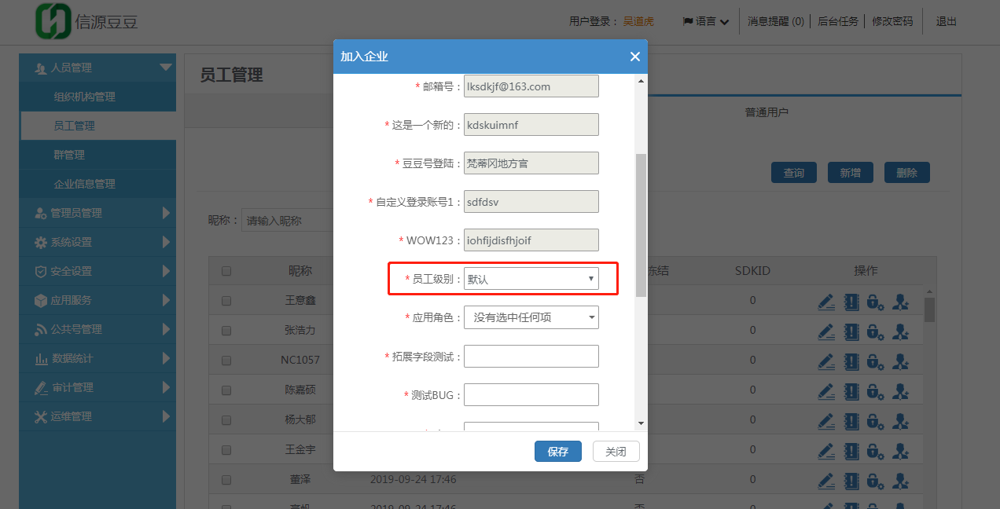 信源豆豆
用户登录： 吴道虎 语言 消息提醒 (0) 后台任务 修改密码 退出
人员管理
组织机构管理
员工管理
群管理
企业信息管理
管理员管理
系统设置
安全设置
应用服务
公共号管理
数据统计
审计管理
运维管理
员工管理
普通用户
查询 新增 删除
昵称： 请输入昵称
昵称 冻结 SDKID 操作
王意鑫 0
张浩力 0
NC1057 0
陈嘉硕 0
杨大郁 0
王金宇 0
董泽 2019-09-24 17:46 否 0
加入企业
* 邮箱号： lksdkjf@163.com
* 这是一个新的： kdskuimnf
* 豆豆号登陆： 梵蒂冈地方官
* 自定义登录账号1： sdfdsv
* WOW123： iohfijdisfhjoif
* 员工级别： 默认
* 应用角色： 没有选中任何项
* 拓展字段测试：
* 测试BUG：
保存 关闭